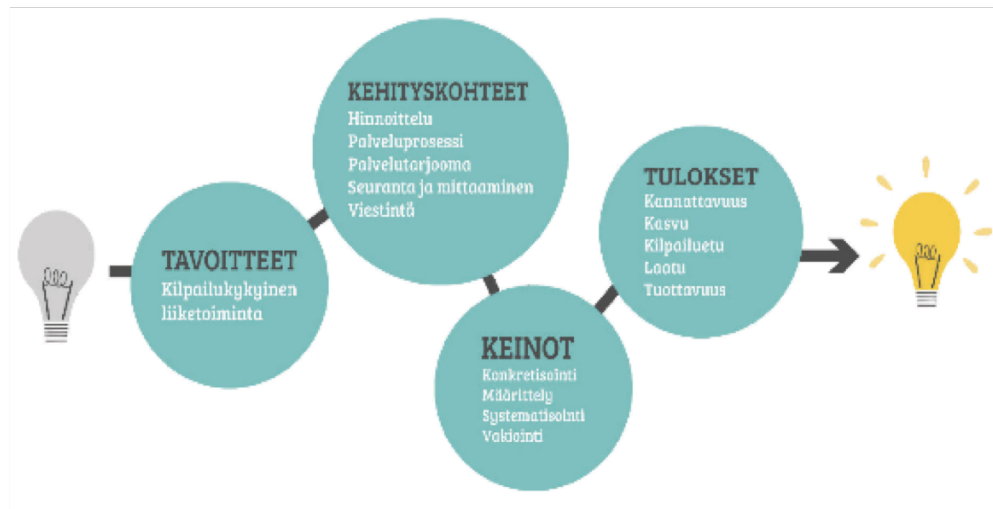 TAVOITTEET
Kilpailukykyinen
liiketoiminta
KEHITYSKOHTEET
Hinnoittelu
Palveluprosessi
Palvelutarjooma
Seuranta ja mittaaminen
Viestintä
KEINOT
Konkretisointi
Määrittely
Systematisointi
Vakiointi
TULOKSET
Kannattavuus
Kasvu
Kilpailuetu
Laatu
Tuottavuus